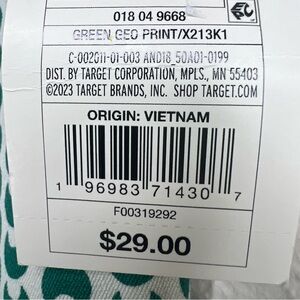 018 04 9668
GREEN GEO PRINT/X213K1
C-002011-01-003 AND18_50A01-0199
DIST. BY TARGET CORPORATION, MPLS., MN 55403
©2023 TARGET BRANDS, INC. SHOP TARGET.COM
ORIGIN: VIETNAM
1 96983 71430 7
F00319292
$29.00